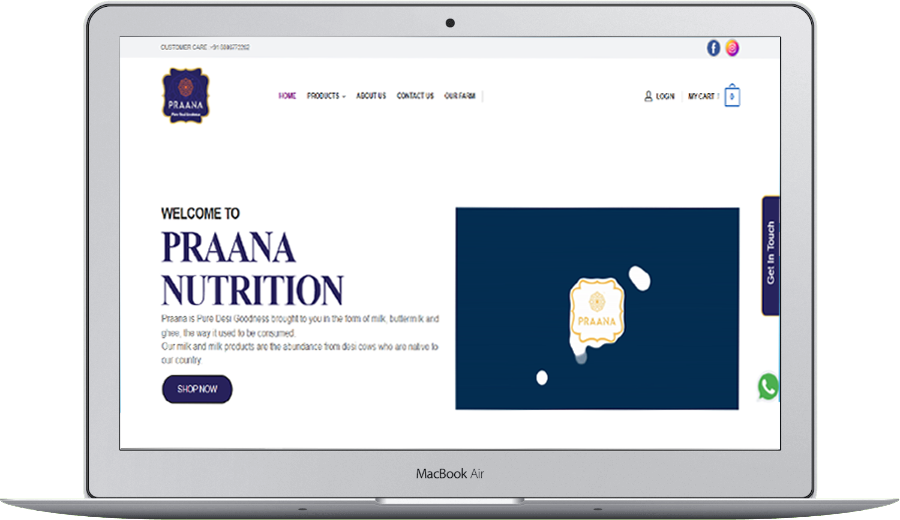 CUSTOMER CARE :
PRAANA
Pure Desi Goodness
HOME PRODUCTS ABOUT US CONTACT US OUR FARM
LOGIN MY CART 0
WELCOME TO
PRAANA
NUTRITION
Praana is Pure Desi Goodness brought to you in the form of milk, buttermilk and
ghee, the way it used to be consumed.
Our milk and milk products are the abundance from desi cows who are native to
our country
SHOP NOW
PRAANA
Get In Touch
MacBook Air